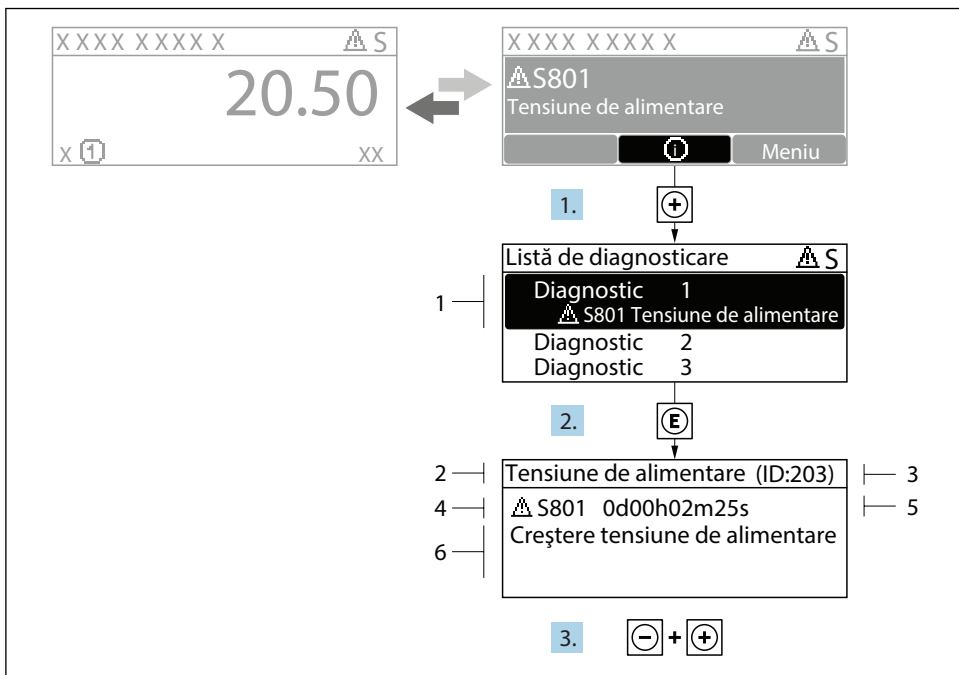 X XXXX X XXXX X ⚠ S
20.50
X ① XX
X XXX X X XXX X ⚠ S
⚠S801
Tensiune de alimentare
ⓘ Meniu
1. +
Listă de diagnosticare ⚠ S
1
Diagnostic 1
⚠ S801 Tensiune de alimentare
Diagnostic 2
Diagnostic 3
2. E
2 Tensiune de alimentare (ID:203) 3
4 ⚠ S801 0d00h02m25s 5
6 Creştere tensiune de alimentare
3. - + +